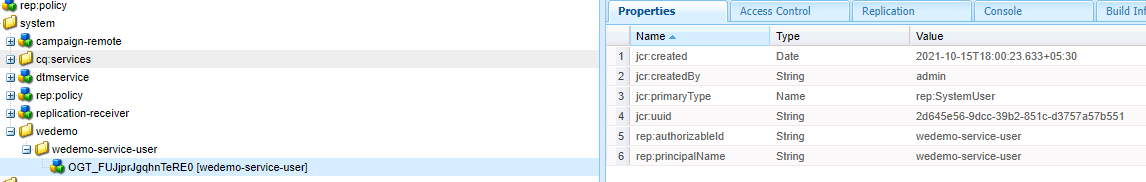 rep:policy
system
campaign-remote
cq:services
dtmservice
rep:policy
replication-receiver
wedemo
wedemo-service-user
OGT_FUJjprJgqhnTeRE0 [wedemo-service-user]
Properties Access Control Replication Console Build Inf
Name Type Value
1 jcr:created Date 2021-10-15T18:00:23.633+05:30
2 jcr:createdBy String admin
3 jcr:primaryType Name rep:SystemUser
4 jcr:uuid String 2d645e56-9dcc-39b2-851c-d3757a57b551
5 rep:authorizableId String wedemo-service-user
6 rep:principalName String wedemo-service-user